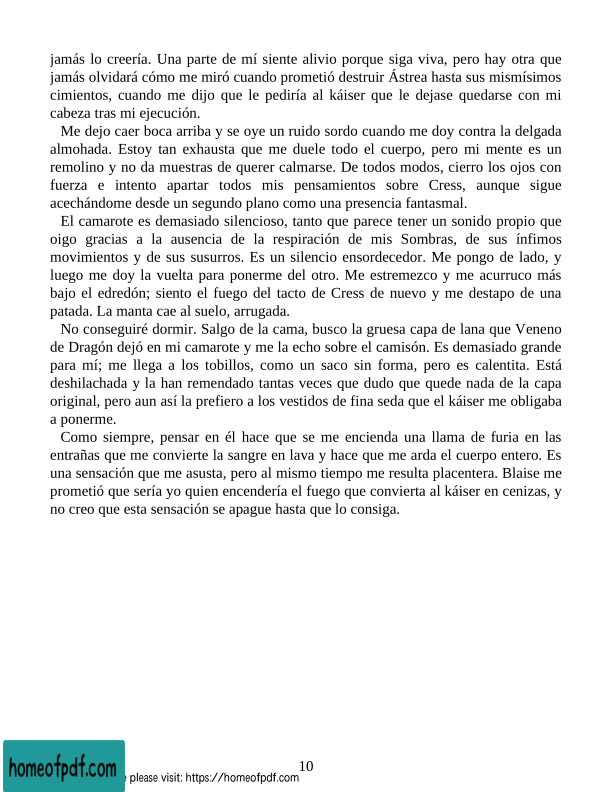 jamás lo creería. Una parte de mí siente alivio porque siga viva, pero hay otra que
jamás olvidará cómo me miró cuando prometió destruir Ástrea hasta sus mismísimos
cimientos, cuando me dijo que le pediría al káiser que le dejase quedarse con mi
cabeza tras mi ejecución.
Me dejo caer boca arriba y se oye un ruido sordo cuando me doy contra la delgada
almohada. Estoy tan exhausta que me duele todo el cuerpo, pero mi mente es un
remolino y no da muestras de querer calmarse. De todos modos, cierro los ojos con
fuerza e intento apartar todos mis pensamientos sobre Cress, aunque sigue
acechándome desde un segundo plano como una presencia fantasmal.
El camarote es demasiado silencioso, tanto que parece tener un sonido propio que
oigo gracias a la ausencia de la respiración de mis Sombras, de sus ínfimos
movimientos y de sus susurros. Es un silencio ensordecedor. Me pongo de lado, y
luego me doy la vuelta para ponerme del otro. Me estremezco y me acurruco más
bajo el edredón; siento el fuego del tacto de Cress de nuevo y me destapo de una
patada. La manta cae al suelo, arrugada.
No conseguiré dormir. Salgo de la cama, busco la gruesa capa de lana que Veneno
de Dragón dejó en mi camarote y me la echo sobre el camisón. Es demasiado grande
para mí; me llega a los tobillos, como un saco sin forma, pero es calentita. Está
deshilachada y la han remendado tantas veces que dudo que quede nada de la capa
original, pero aun así la prefiero a los vestidos de fina seda que el káiser me obligaba
a ponerme.
Como siempre, pensar en él hace que se me encienda una llama de furia en las
entrañas que me convierte la sangre en lava y hace que me arda el cuerpo entero. Es
una sensación que me asusta, pero al mismo tiempo me resulta placentera. Blaise me
prometió que sería yo quien encendería el fuego que convierta al káiser en cenizas, y
no creo que esta sensación se apague hasta que lo consiga.
10
homeofpdf.com
please visit: https://homeofpdf.com